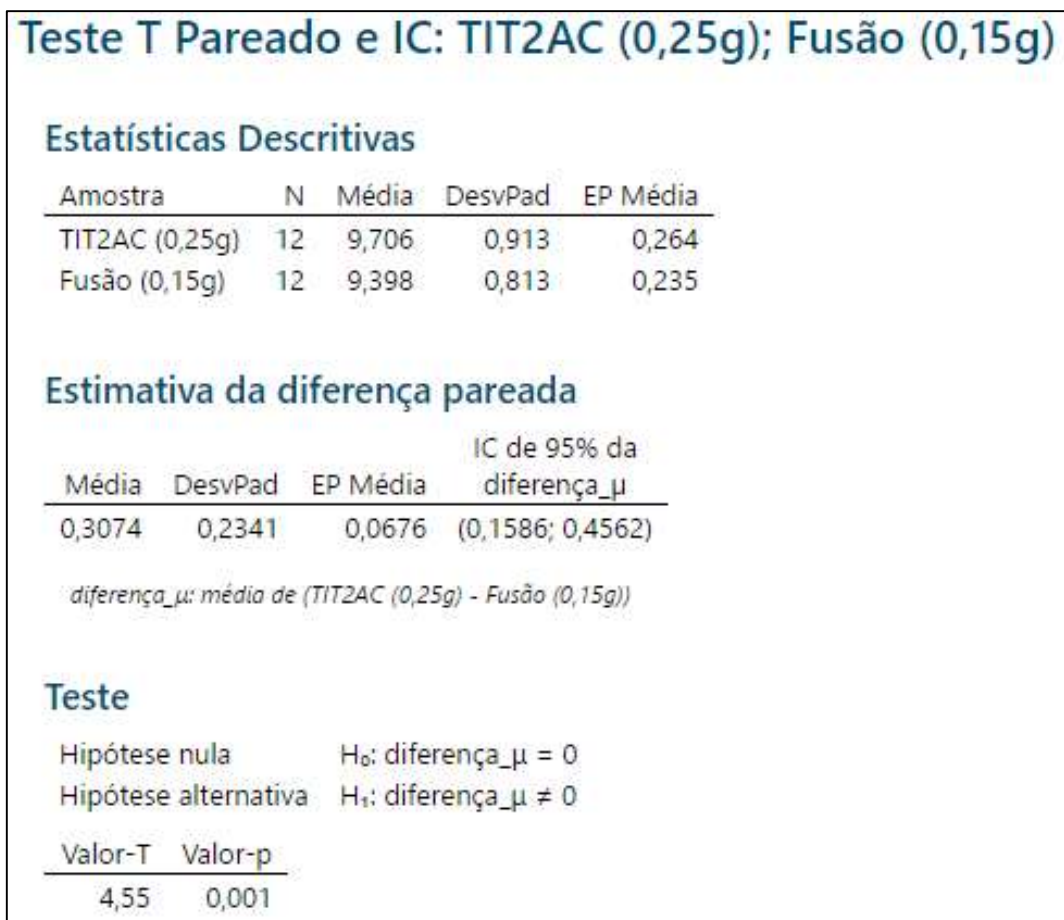 Teste T Pareado e IC: TIT2AC (0,25g); Fusão (0,15g)
Estatísticas Descritivas
Amostra N Média DesvPad EP Média
TIT2AC (0,25g) 12 9,706 0,913 0,264
Fusão (0,15g) 12 9,398 0,813 0,235
Estimativa da diferença pareada
IC de 95% da
Média DesvPad EP Média diferença_µ
0,3074 0,2341 0,0676 (0,1586; 0,4562)
diferença_µ: média de (TIT2AC (0,25g) - Fusão (0,15g))
Teste
Hipótese nula H₀: diferença_µ = 0
Hipótese alternativa H₁: diferença_µ ≠ 0
Valor-T Valor-p
4,55 0,001